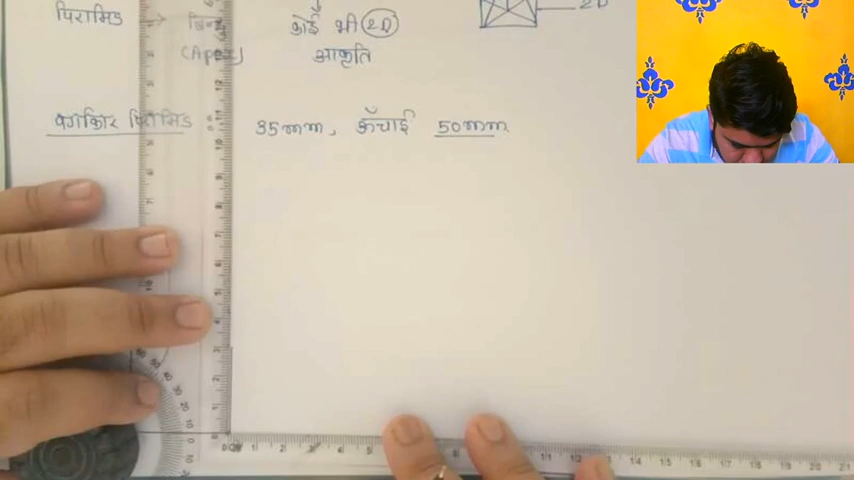 पिरामिड → बिन्दु कोई भी (2D) 2D
(Apex) आकृति
वर्गाकार पिरामिड 35mm, ऊँचाई 50mm